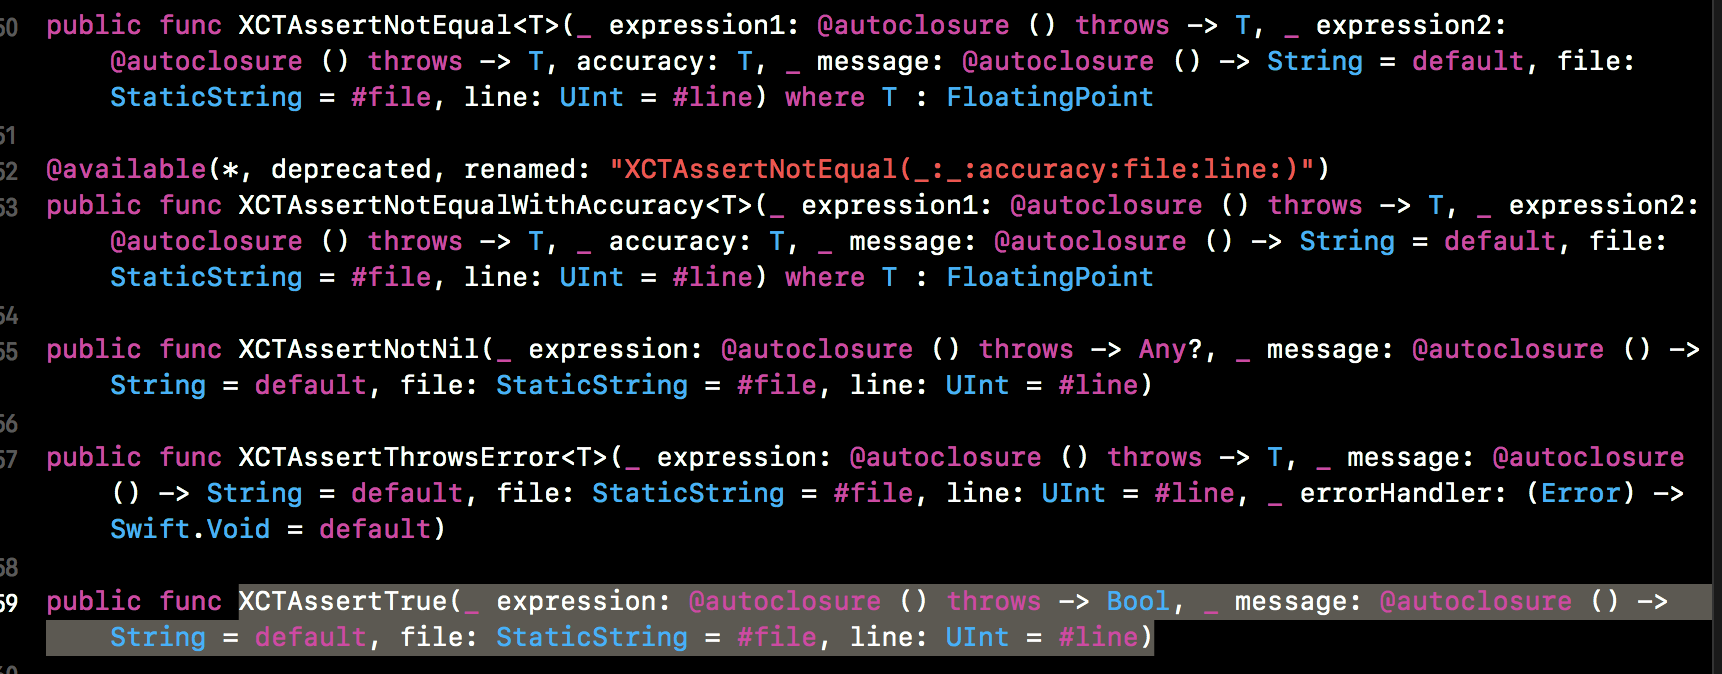 50 public func XCTAssertNotEqual<T>(_ expression1: @autoclosure () throws -> T, _ expression2:
@autoclosure () throws -> T, accuracy: T, _ message: @autoclosure () -> String = default, file:
StaticString = #file, line: UInt = #line) where T : FloatingPoint
51
52 @available(*, deprecated, renamed: "XCTAssertNotEqual(_:_:accuracy:file:line:)")
53 public func XCTAssertNotEqualWithAccuracy<T>(_ expression1: @autoclosure () throws -> T, _ expression2:
@autoclosure () throws -> T, _ accuracy: T, _ message: @autoclosure () -> String = default, file:
StaticString = #file, line: UInt = #line) where T : FloatingPoint
54
55 public func XCTAssertNotNil(_ expression: @autoclosure () throws -> Any?, _ message: @autoclosure () ->
String = default, file: StaticString = #file, line: UInt = #line)
56
57 public func XCTAssertThrowsError<T>(_ expression: @autoclosure () throws -> T, _ message: @autoclosure
() -> String = default, file: StaticString = #file, line: UInt = #line, _ errorHandler: (Error) ->
Swift.Void = default)
58
59 public func XCTAssertTrue(_ expression: @autoclosure () throws -> Bool, _ message: @autoclosure () ->
String = default, file: StaticString = #file, line: UInt = #line)